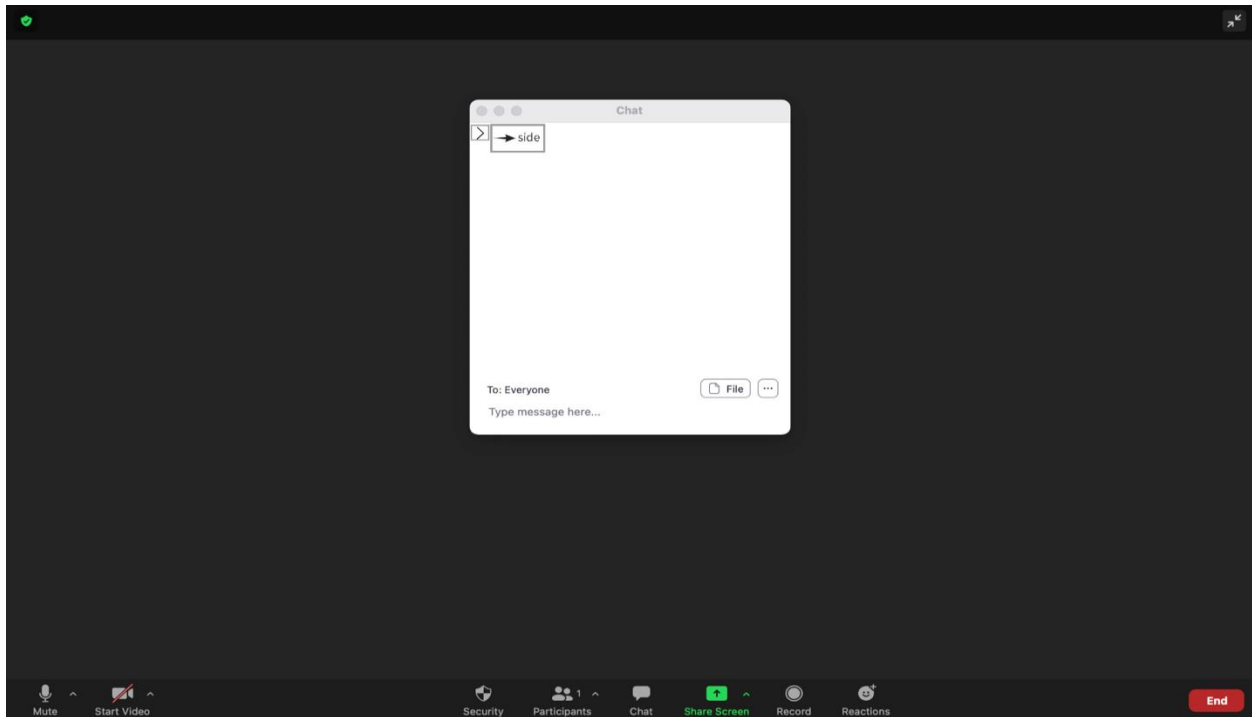 Chat
> → side
To: Everyone
File ...
Type message here...
Mute
Start Video
Security
Participants 1
Chat
Share Screen
Record
Reactions
End